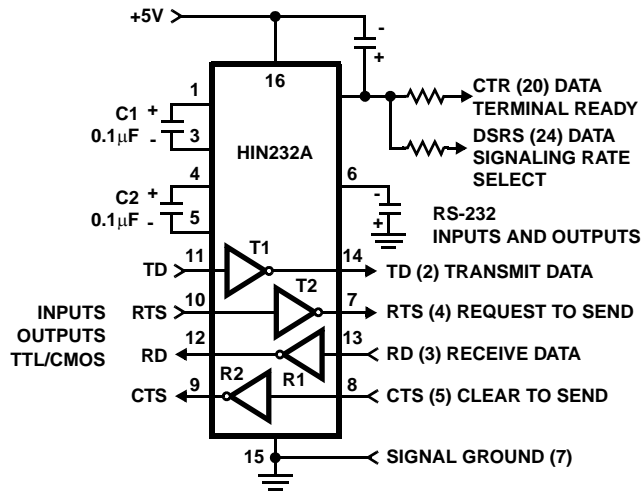 +5V
-
+
16
1
CTR (20) DATA
TERMINAL READY
C1
+
0.1μF
-
3
HIN232A
DSRS (24) DATA
SIGNALING RATE
SELECT
4
6
C2
+
0.1μF
-
5
-
+
RS-232
INPUTS AND OUTPUTS
TD
11
T1
14
TD (2) TRANSMIT DATA
INPUTS
OUTPUTS
TTL/CMOS
RTS
10
T2
7
RTS (4) REQUEST TO SEND
RD
12
R1
13
RD (3) RECEIVE DATA
CTS
9
R2
8
CTS (5) CLEAR TO SEND
15
SIGNAL GROUND (7)